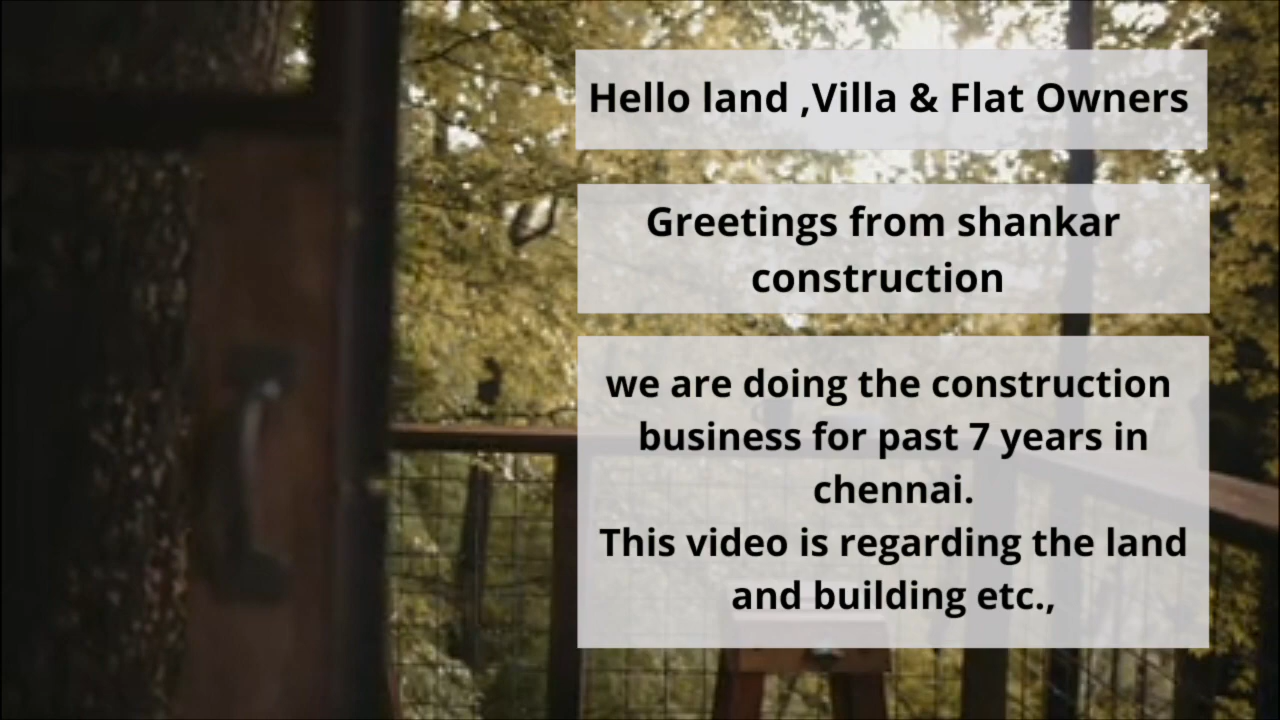 Hello land ,Villa & Flat Owners
Greetings from shankar
construction
we are doing the construction
business for past 7 years in
chennai.
This video is regarding the land
and building etc.,